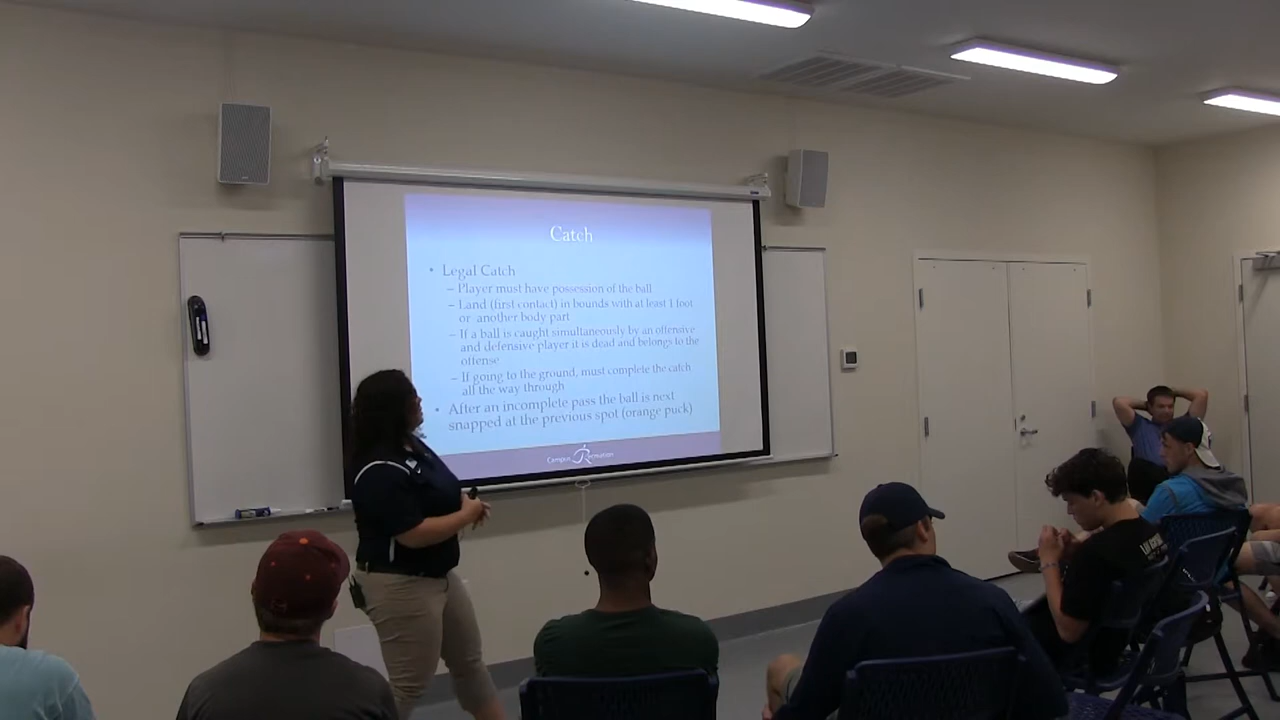 Catch
• Legal Catch
– Player must have possession of the ball
– Land (first contact) in bounds with at least 1 foot
or another body part
– If a ball is caught simultaneously by an offensive
and defensive player it is dead and belongs to the
offense
– If going to the ground, must complete the catch
all the way through
• After an incomplete pass the ball is next
snapped at the previous spot (orange puck)
Campus Recreation